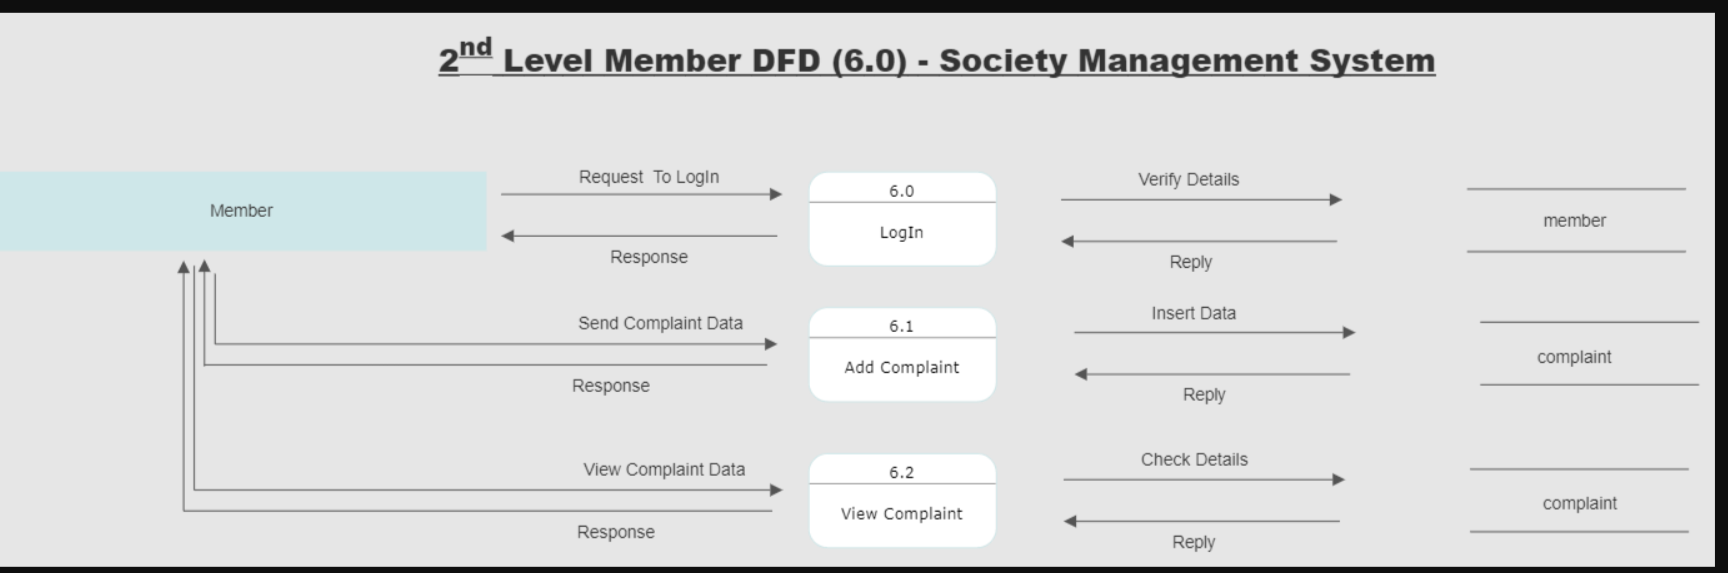 2nd Level Member DFD (6.0) - Society Management System
Request To LogIn
Verify Details
6.0
Member
member
LogIn
Response
Reply
Send Complaint Data
Insert Data
6.1
complaint
Add Complaint
Response
Reply
View Complaint Data
Check Details
6.2
complaint
View Complaint
Response
Reply